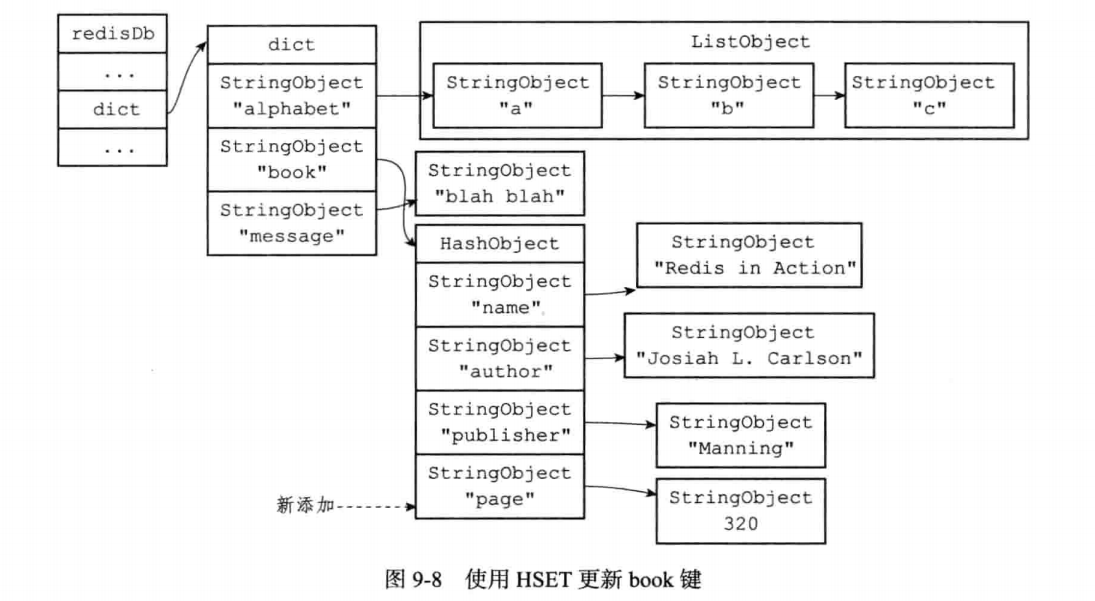 redisDb
...
dict
...
dict
StringObject
"alphabet"
StringObject
"book"
StringObject
"message"
ListObject
StringObject
"a"
StringObject
"b"
StringObject
"c"
StringObject
"blah blah"
HashObject
StringObject
"name"
StringObject
"author"
StringObject
"publisher"
StringObject
"page"
StringObject
"Redis in Action"
StringObject
"Josiah L. Carlson"
StringObject
"Manning"
StringObject
320
新添加
图 9-8 使用 HSET 更新 book 键